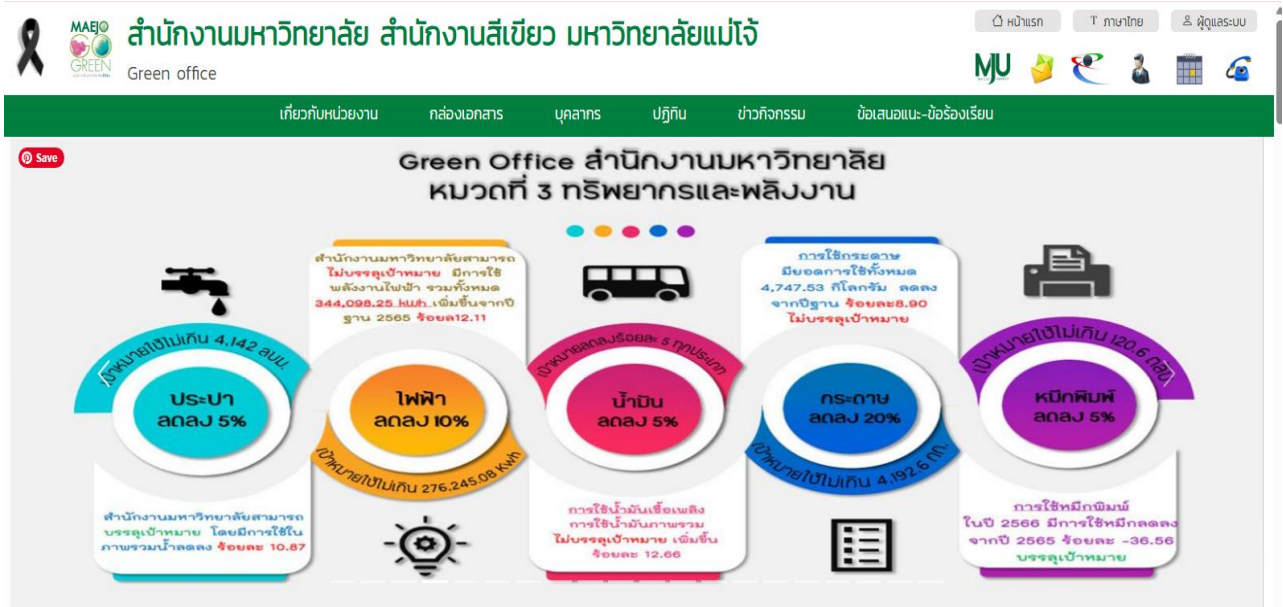 MAEJO
GO
GREEN
สำนักงานมหาวิทยาลัย สำนักงานสีเขียว มหาวิทยาลัยแม่โจ้
Green office
หน้าแรก
T ภาษาไทย
ผู้ดูแลระบบ
MJU
เกี่ยวกับหน่วยงาน กล่องเอกสาร บุคลากร ปฏิทิน ข่าวกิจกรรม ข้อเสนอแนะ-ข้อร้องเรียน
Save
Green Office สำนักงานมหาวิทยาลัย
หมวดที่ 3 ทรัพยากรและพลังงาน
เป้าหมายใช้ไม่เกิน 4,142 ลบม.
ประปา
ลดลง 5%
สำนักงานมหาวิทยาลัยสามารถ
บรรลุเป้าหมาย โดยมีการใช้ใน
ภาพรวมน้ำลดลง ร้อยละ 10.87
สำนักงานมหาวิทยาลัยสามารถ
ไม่บรรลุเป้าหมาย มีการใช้
พลังงานไฟฟ้า รวมทั้งหมด
344,098.25 kwh เพิ่มขึ้นจากปี
ฐาน 2565 ร้อยล12.11
ไฟฟ้า
ลดลง 10%
เป้าหมายใช้ไม่เกิน 276,245.08 Kwh
เป้าหมายลดลงร้อยละ 5 ทุกประเภท
น้ำมัน
ลดลง 5%
การใช้น้ำมันเชื้อเพลิง
การใช้น้ำมันภาพรวม
ไม่บรรลุเป้าหมาย เพิ่มขึ้น
ร้อยละ 12.66
การใช้กระดาษ
มียอดการใช้ทั้งหมด
4,747.53 กิโลกรัม ลดลง
จากปีฐาน ร้อยละ8.90
ไม่บรรลุเป้าหมาย
กระดาษ
ลดลง 20%
เป้าหมายใช้ไม่เกิน 4,192.6 กก.
เป้าหมายใช้ไม่เกิน 120.6 ตลับ
หมึกพิมพ์
ลดลง 5%
การใช้หมึกพิมพ์
ในปี 2566 มีการใช้หมึกลดลง
จากปี 2565 ร้อยละ -36.56
บรรลุเป้าหมาย